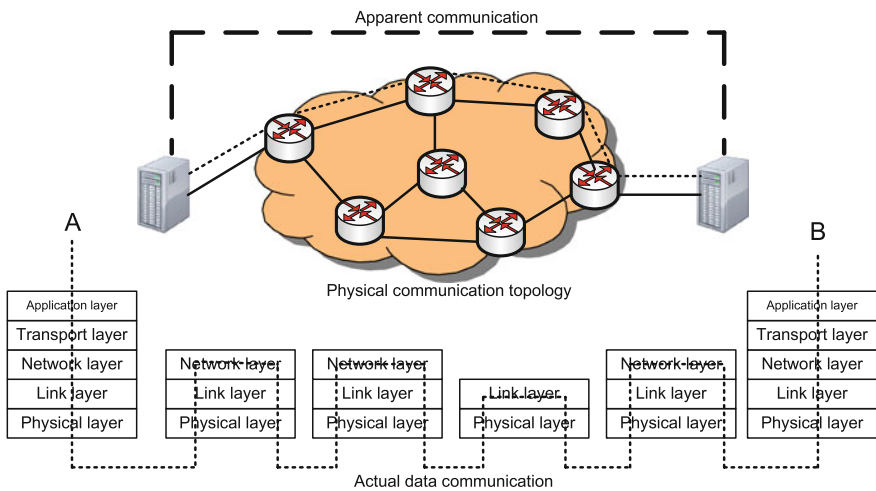 Apparent communication
A
B
Physical communication topology
Application layer
Transport layer
Network layer
Link layer
Physical layer
Network layer
Link layer
Physical layer
Network layer
Link layer
Physical layer
Link layer
Physical layer
Network layer
Link layer
Physical layer
Application layer
Transport layer
Network layer
Link layer
Physical layer
Actual data communication